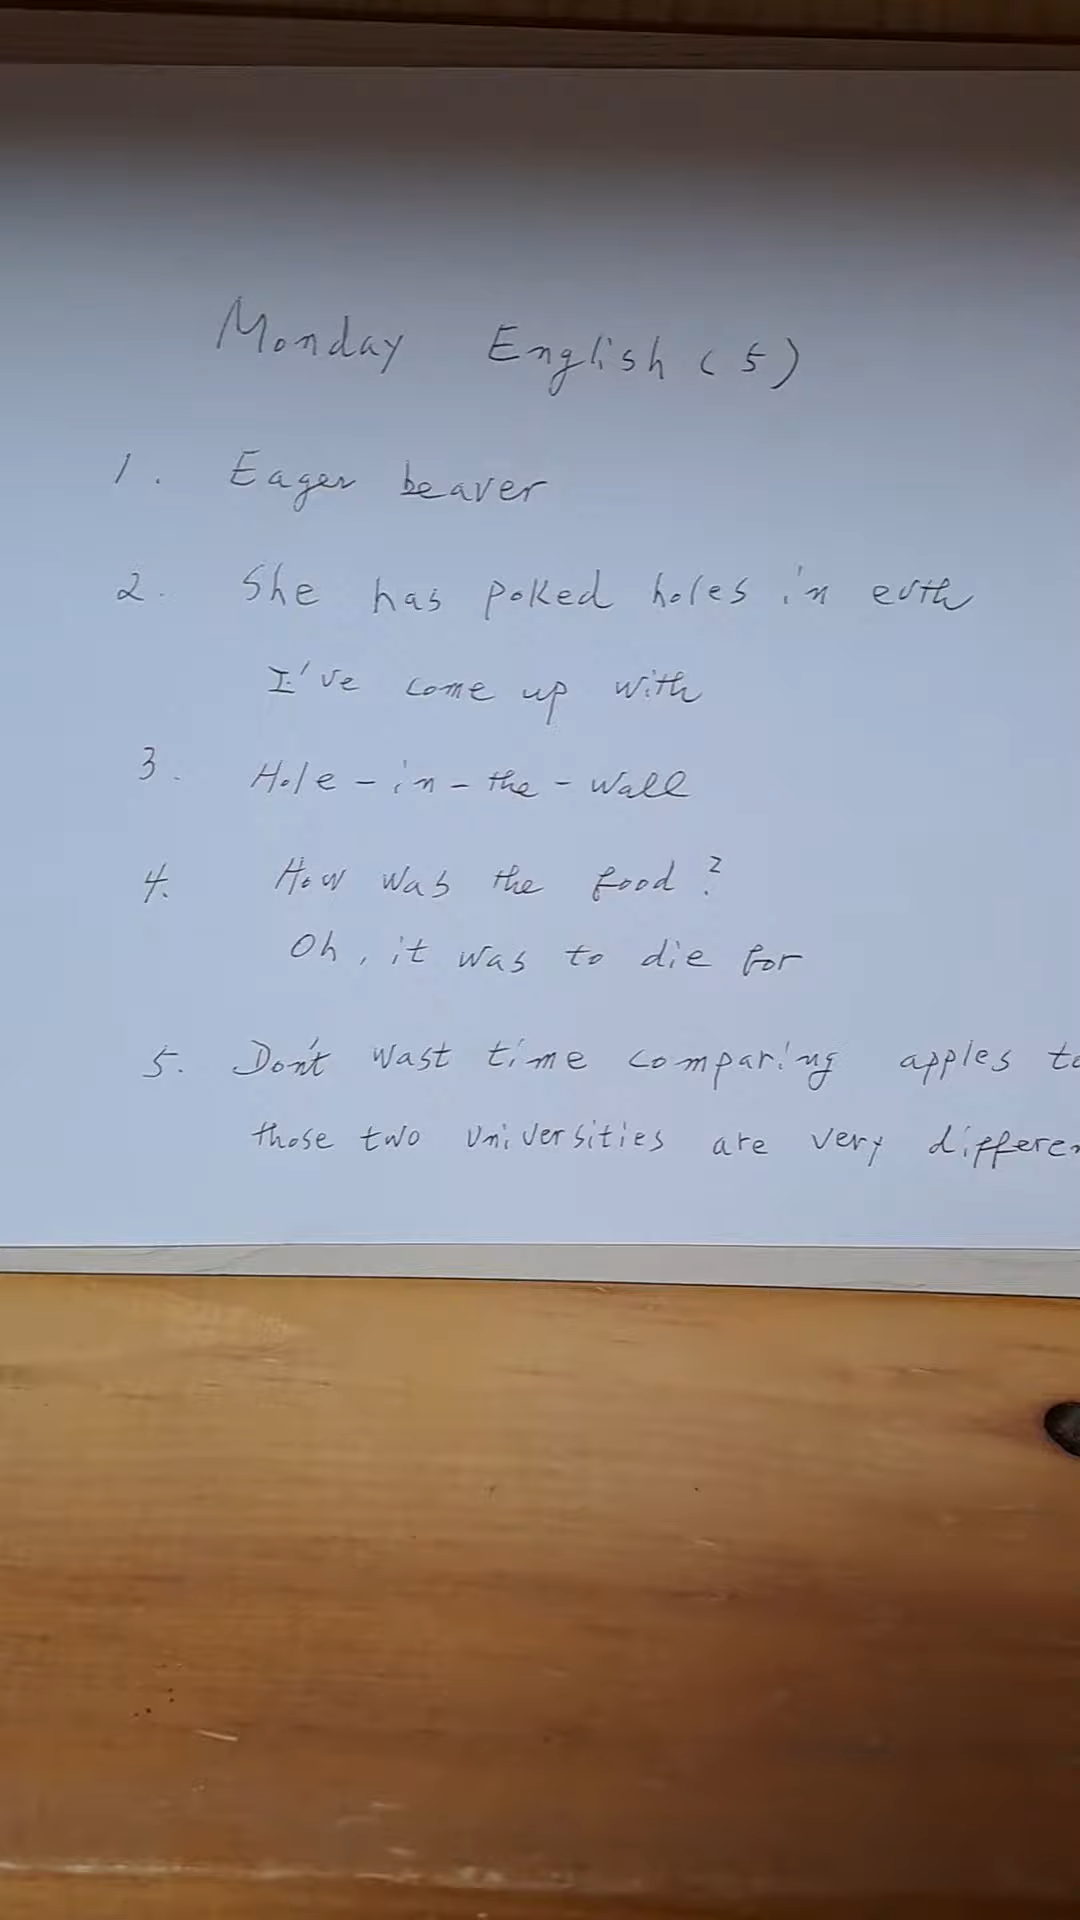 Monday English (5)
1. Eager beaver
2. She has poked holes in evth
I've come up with
3. Hole-in-the-wall
4. How was the food?
Oh, it was to die for
5. Don't wast time comparing apples to
those two universities are very differen